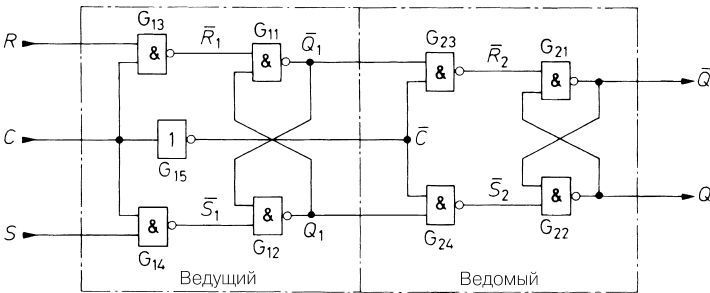 G13
R
&
R̅1
G11
&
Q̅1
G23
&
R̅2
G21
&
Q̅
C
1
G15
C̅
S
&
G14
S̅1
&
G12
Q1
&
G24
S̅2
&
G22
Q
Ведущий
Ведомый